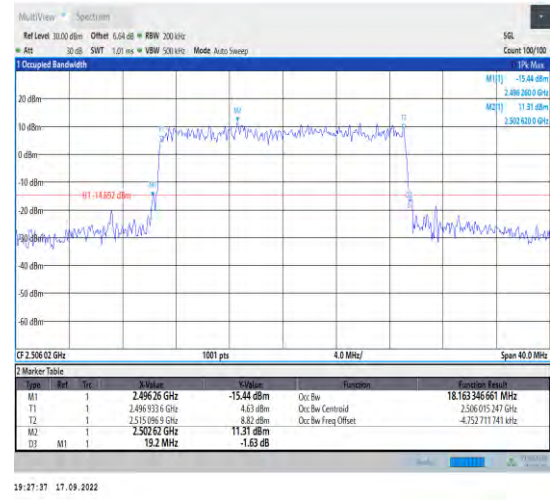 MultiView Spectrum
Ref Level 30.00 dBm Offset 6.64 dB RBW 200 kHz SGL
Att 30 dB SWT 1.01 ms VBW 500 kHz Mode Auto Sweep Count 100/100
1 Occupied Bandwidth 1Pk Max
M1[1] -15.44 dBm
2.496 260 0 GHz
M2[1] 11.31 dBm
2.502 620 0 GHz
20 dBm
M2
T2
10 dBm
0 dBm
-10 dBm
M1
H1 -14.692 dBm
-20 dBm
-30 dBm
-40 dBm
-50 dBm
-60 dBm
CF 2.506 02 GHz 1001 pts 4.0 MHz/ Span 40.0 MHz
2 Marker Table
Type Ref Trc X-Value Y-Value Function Function Result
M1 1 2.496 26 GHz -15.44 dBm Occ Bw 18.163 346 661 MHz
T1 1 2.496 933 6 GHz 4.63 dBm Occ Bw Centroid 2.506 015 247 GHz
T2 1 2.515 096 9 GHz 8.82 dBm Occ Bw Freq Offset -4.752 711 741 kHz
M2 1 2.502 62 GHz 11.31 dBm
D3 M1 1 19.2 MHz -1.63 dB
19:27:37 17.09.2022